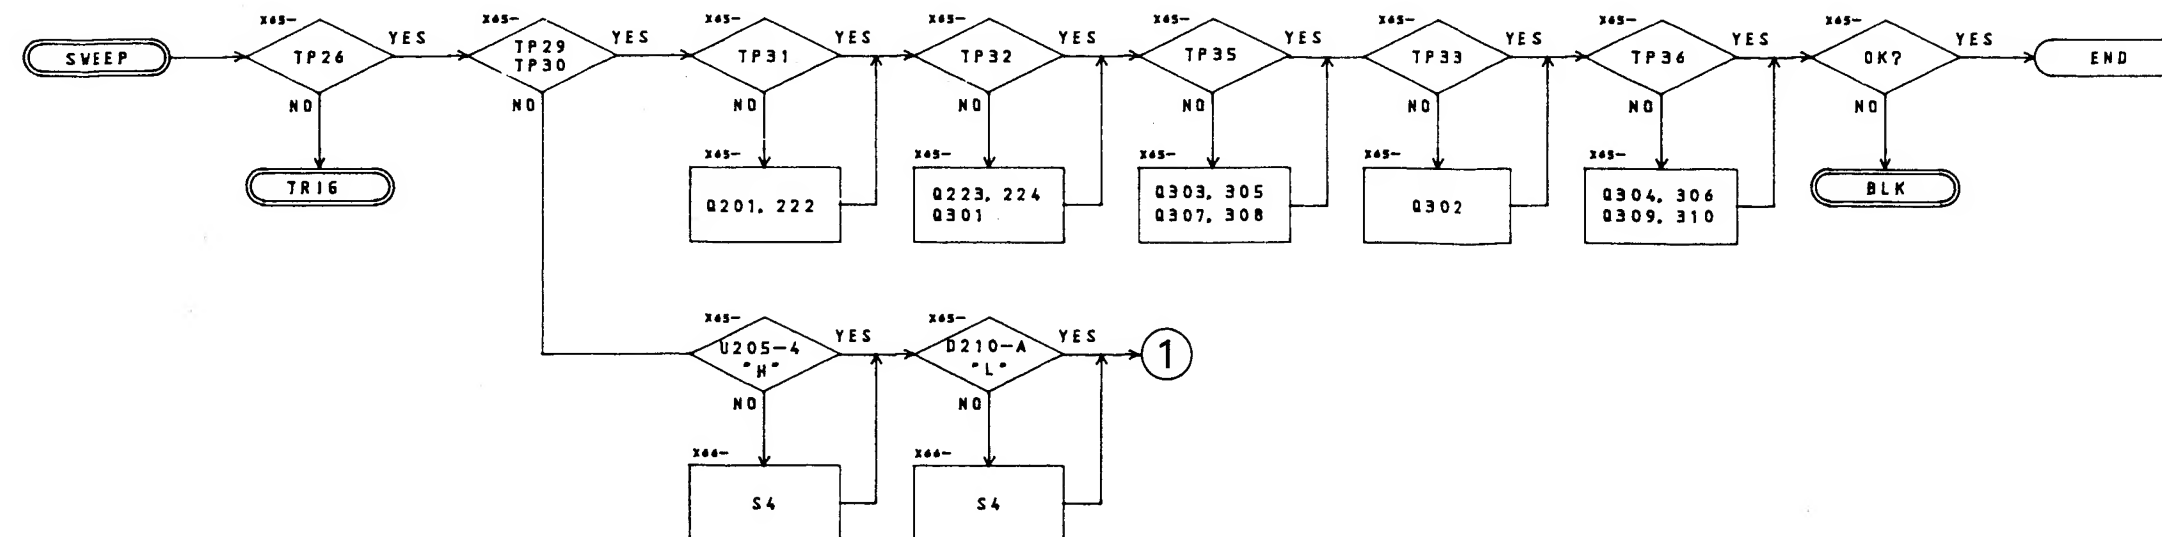 X65-
X65-
X65-
X65-
X65-
X65-
X65-
X65-
SWEEP
TP26
YES
TP29
TP30
YES
TP31
YES
TP32
YES
TP35
YES
TP33
YES
TP36
YES
OK?
YES
END
NO
NO
NO
NO
NO
NO
NO
NO
TRIG
X65-
Q201, 222
X65-
Q223, 224
Q301
X65-
Q303, 305
Q307, 308
X65-
Q302
X65-
Q304, 306
Q309, 310
BLK
X65-
U205-4
"H"
YES
X65-
D210-A
"L"
YES
1
NO
NO
X66-
S4
X66-
S4